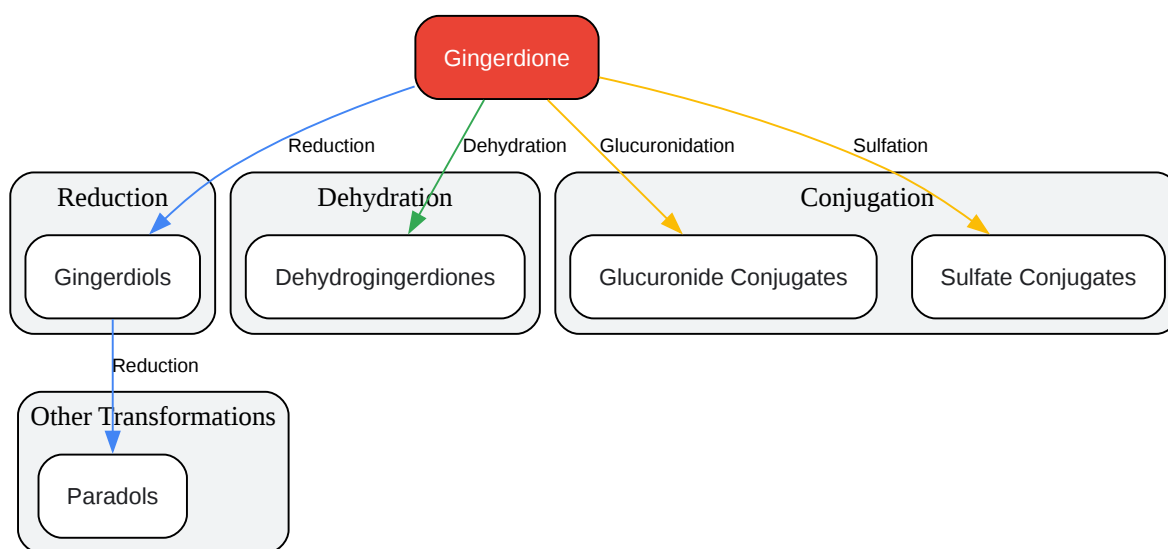 Gingerdione
Reduction
Dehydration
Glucuronidation
Sulfation
Reduction
Dehydration
Conjugation
Gingerdiols
Dehydrogingerdiones
Glucuronide Conjugates
Sulfate Conjugates
Reduction
Other Transformations
Paradols